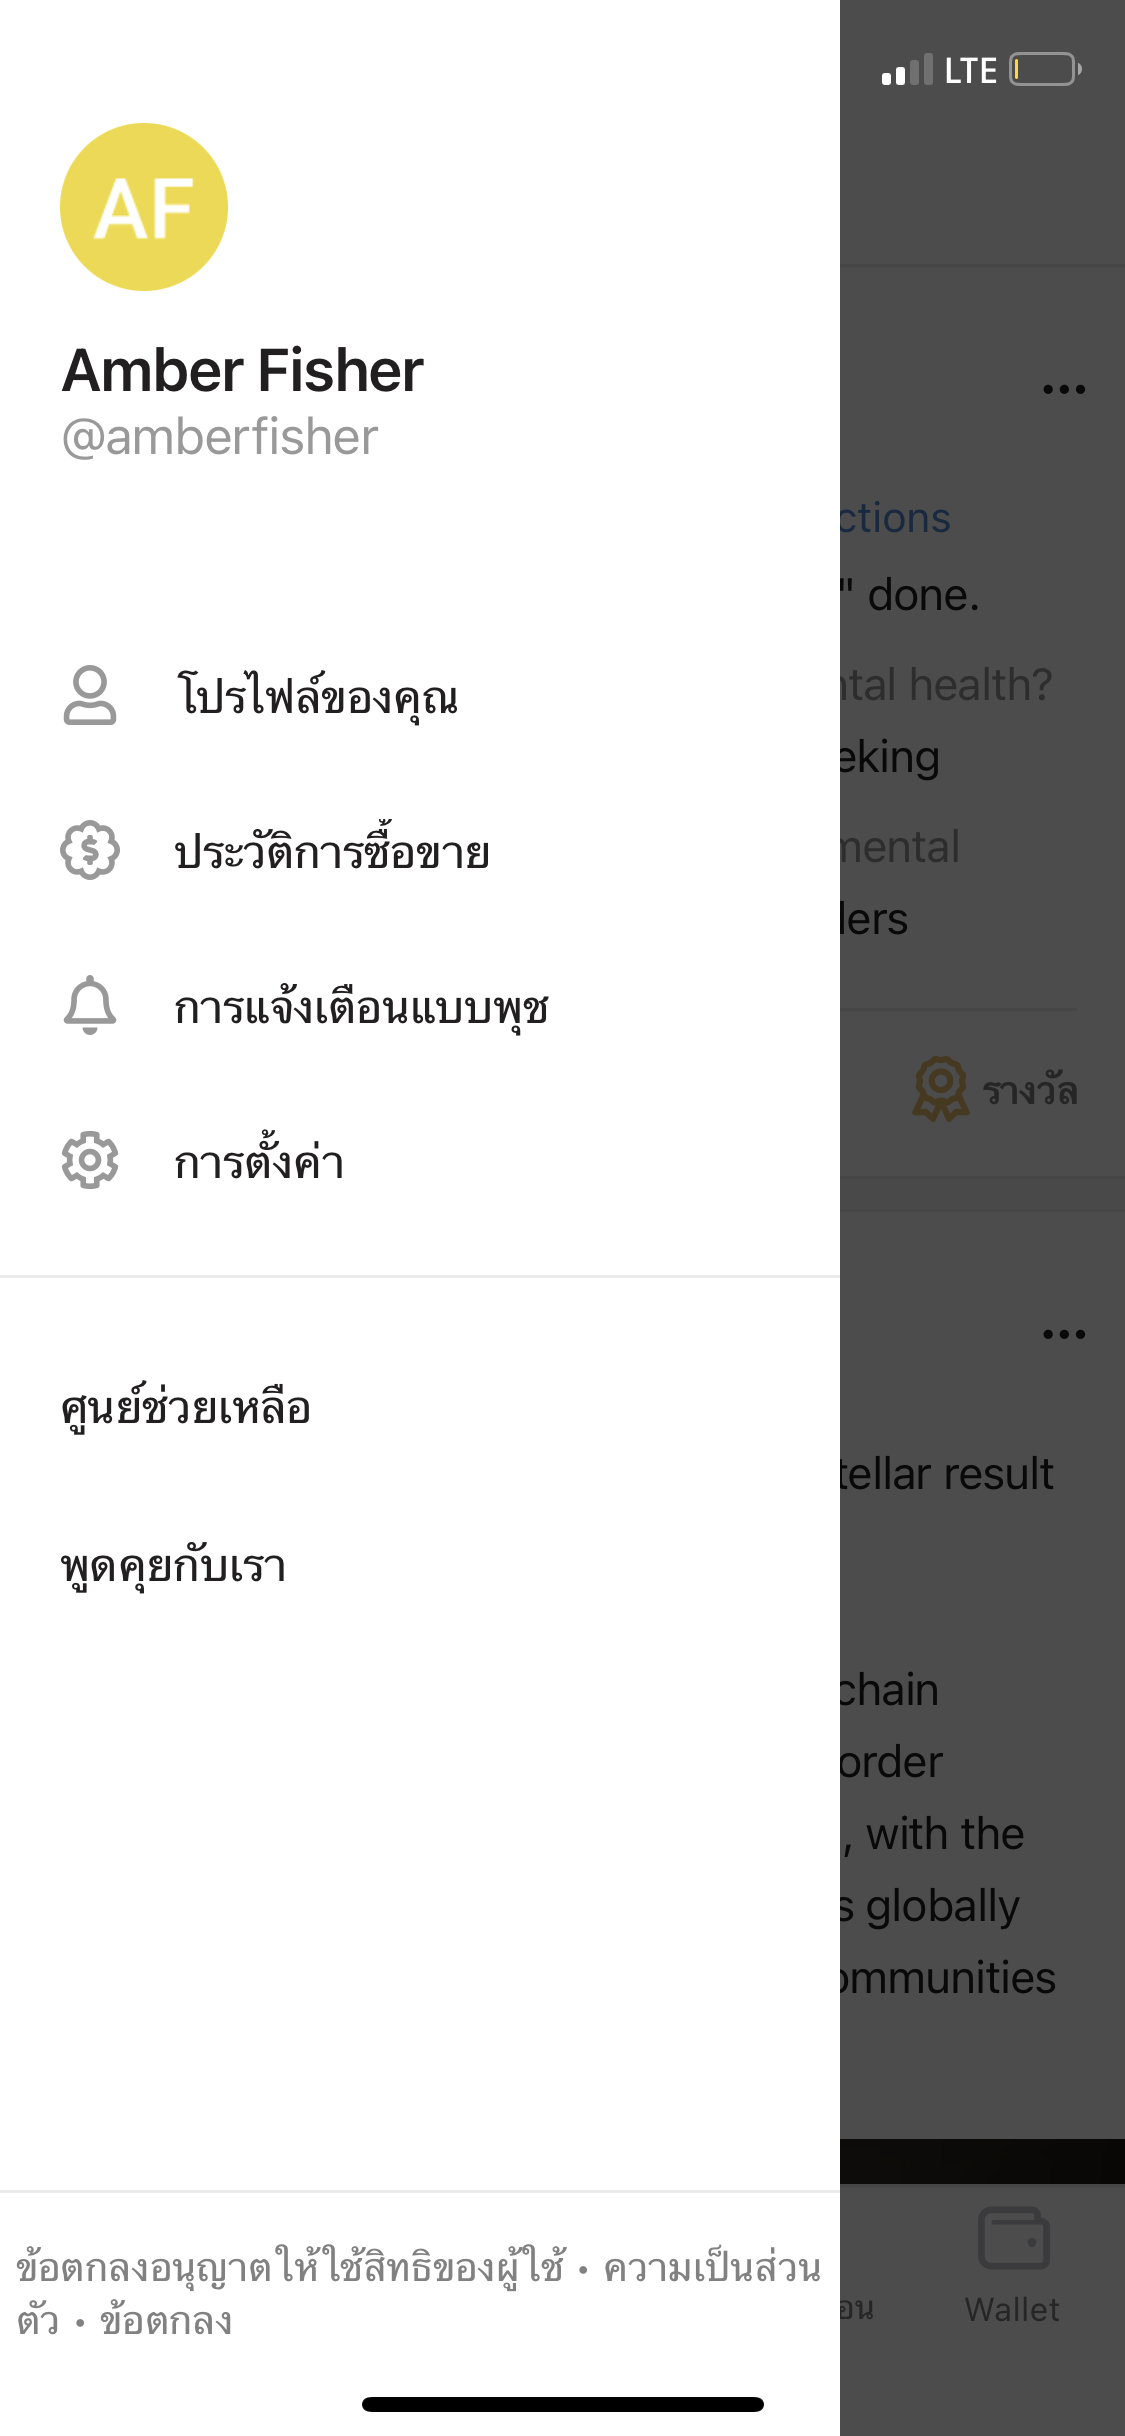 LTE
AF
Amber Fisher
@amberfisher
โปรไฟล์ของคุณ
ประวัติการซื้อขาย
การแจ้งเตือนแบบพุช
การตั้งค่า
ศูนย์ช่วยเหลือ
พูดคุยกับเรา
ข้อตกลงอนุญาตให้ใช้สิทธิของผู้ใช้ • ความเป็นส่วน
ตัว • ข้อตกลง
ctions
" done.
ntal health?
eking
mental
lers
รางวัล
tellar result
chain
order
, with the
s globally
ommunities
อน
Wallet